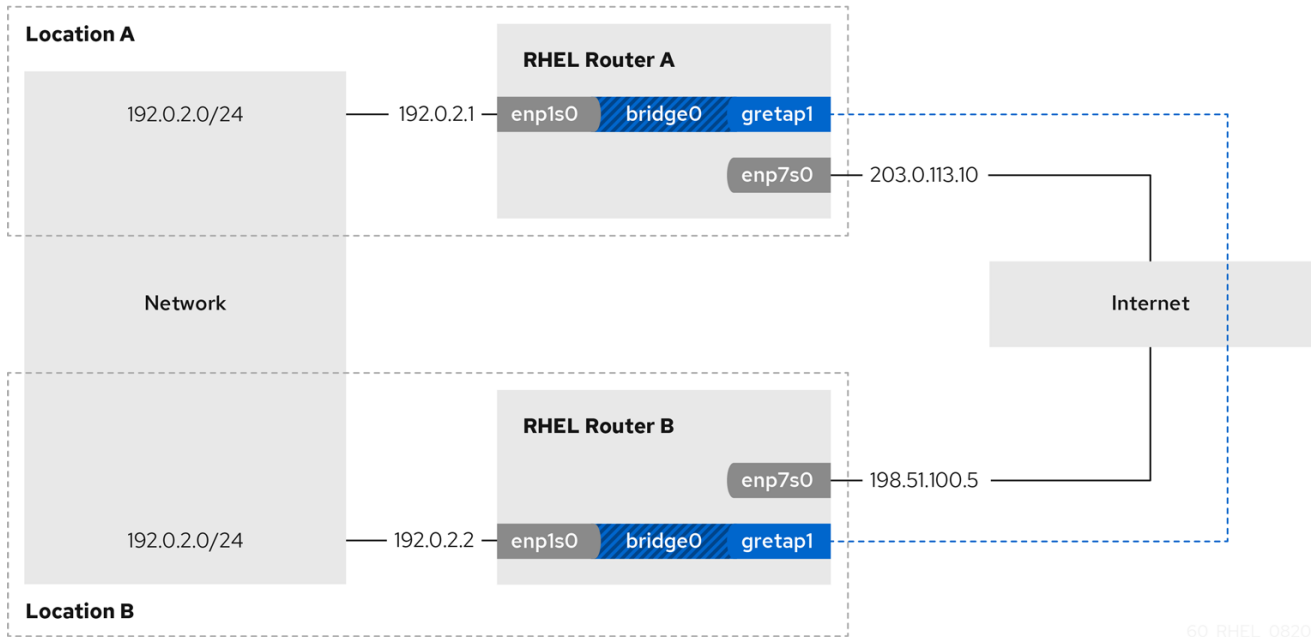 Location A
RHEL Router A
192.0.2.0/24
192.0.2.1
enp1s0
bridge0
gretap1
enp7s0
203.0.113.10
Network
Internet
RHEL Router B
enp7s0
198.51.100.5
192.0.2.0/24
192.0.2.2
enp1s0
bridge0
gretap1
Location B
60_RHEL_0820